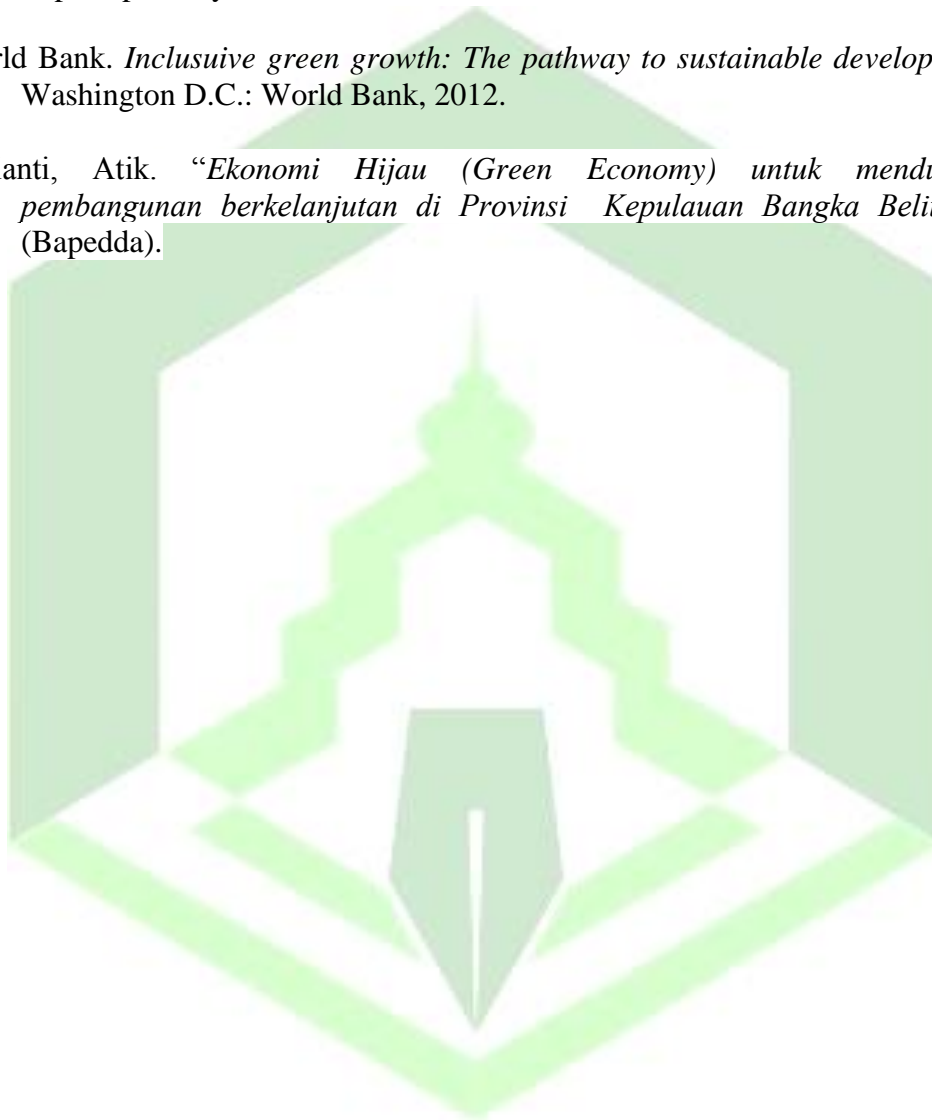 rld Bank. Inclusuive green growth: The pathway to sustainable develop
Washington D.C.: World Bank, 2012.
anti, Atik. “Ekonomi Hijau (Green Economy) untuk mendu
pembangunan berkelanjutan di Provinsi Kepulauan Bangka Beli
(Bapedda).